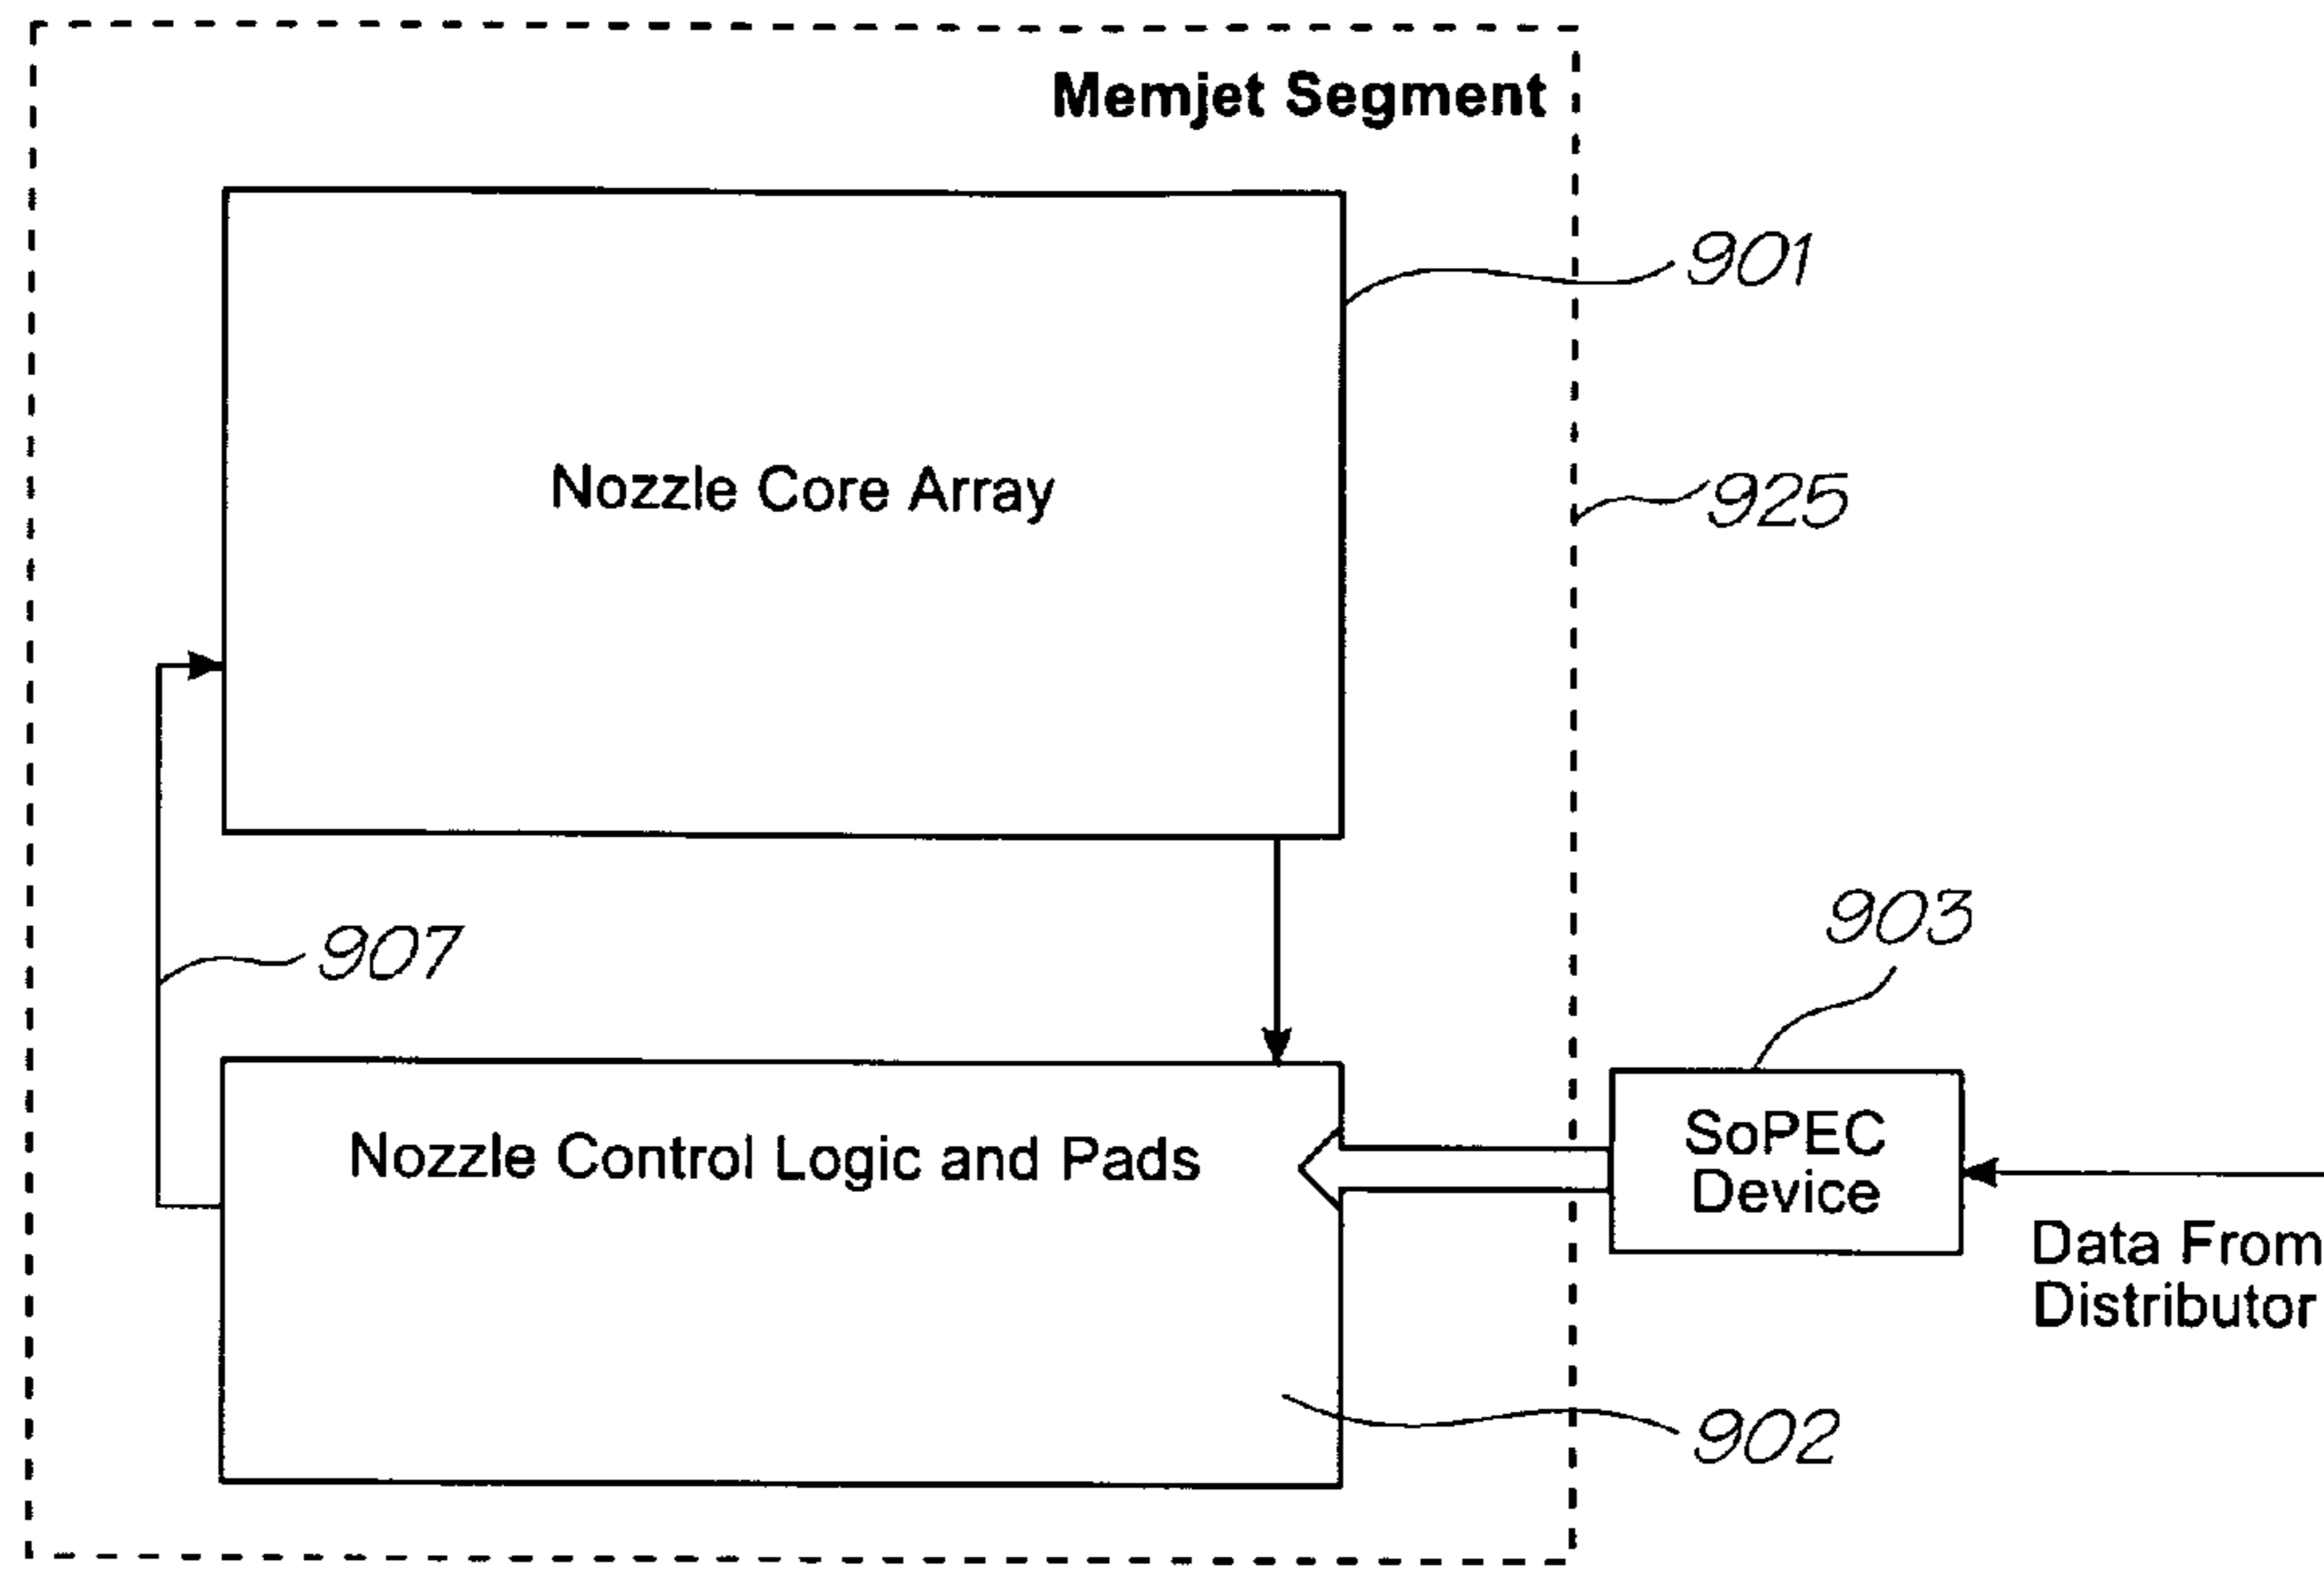 Memjet Segment
901
Nozzle Core Array
925
903
907
SoPEC
Device
Nozzle Control Logic and Pads
Data From
Distributor
902